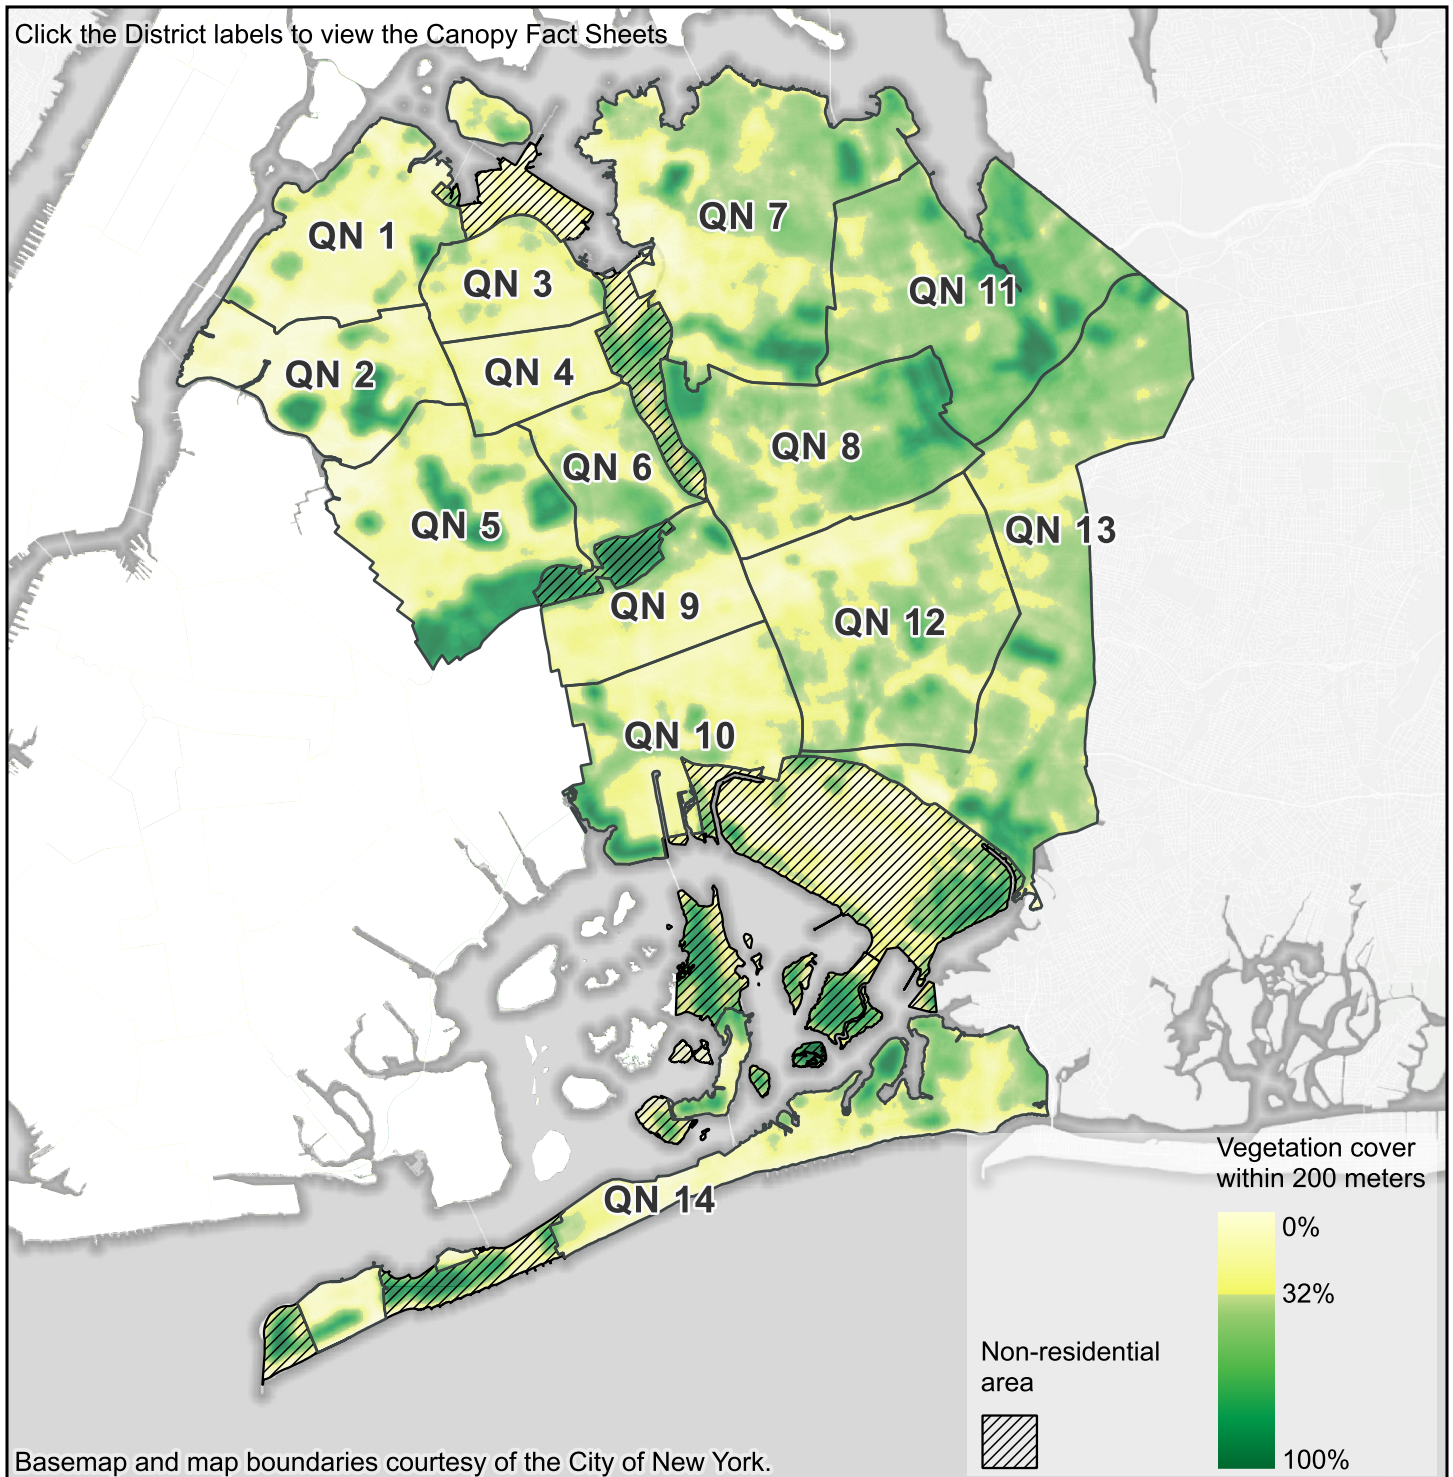 Click the District labels to view the Canopy Fact Sheets
QN 1
QN 7
QN 3
QN 11
QN 2
QN 4
QN 8
QN 6
QN 5
QN 13
QN 9
QN 12
QN 10
QN 14
Vegetation cover
within 200 meters
0%
32%
100%
Non-residential
area
Basemap and map boundaries courtesy of the City of New York.